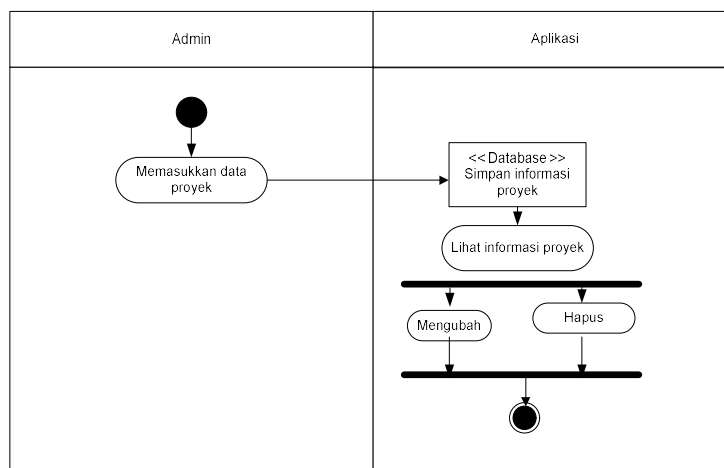 Admin
Aplikasi
Memasukkan data
proyek
<<Database>>
Simpan informasi
proyek
Lihat informasi proyek
Mengubah
Hapus